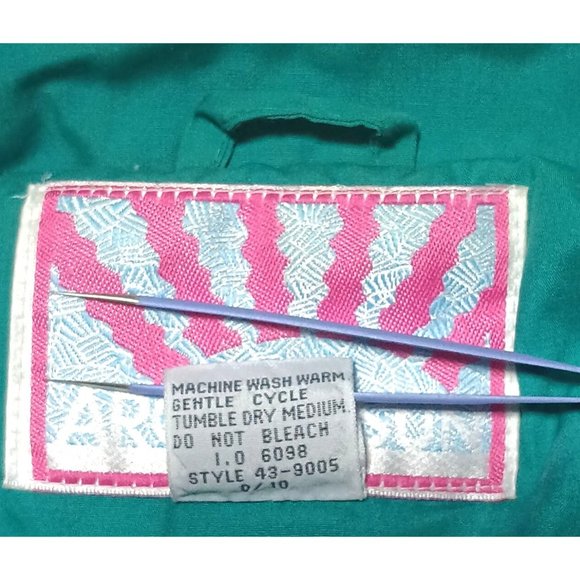 MACHINE WASH WARM
GENTLE CYCLE
TUMBLE DRY MEDIUM
DO NOT BLEACH
I.O 6098
STYLE 43-9005